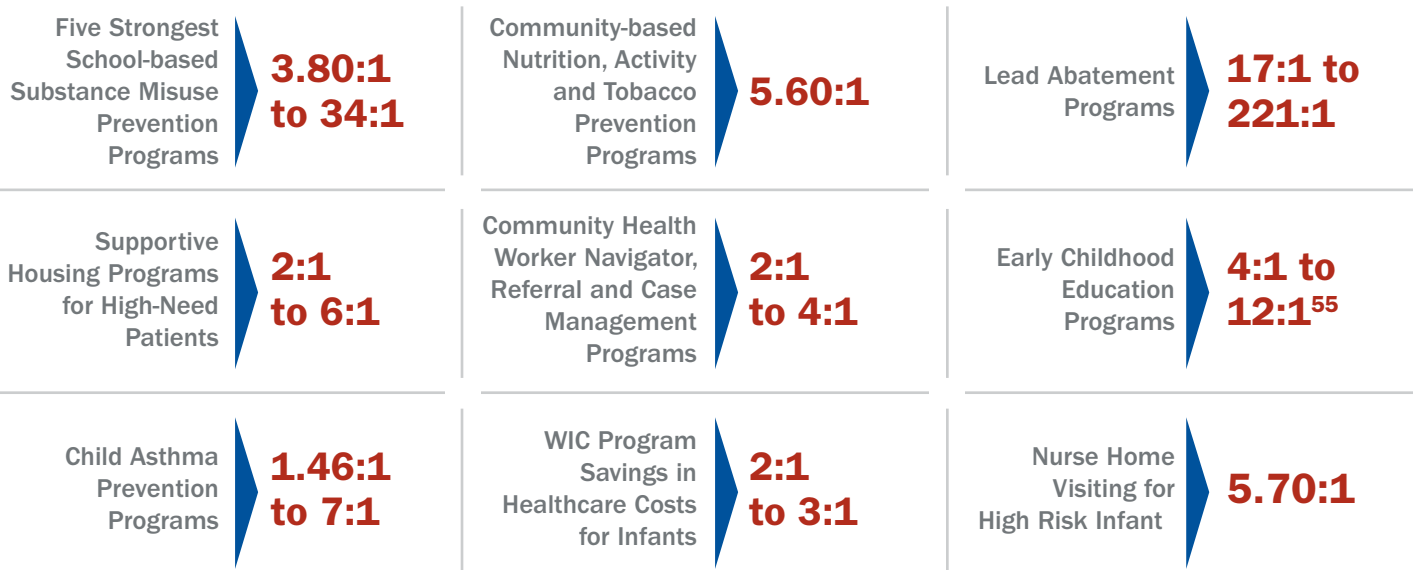 Five Strongest
School-based
Substance Misuse
Prevention
Programs
3.80:1
to 34:1
Community-based
Nutrition, Activity
and Tobacco
Prevention
Programs
5.60:1
Lead Abatement
Programs
17:1 to
221:1
Supportive
Housing Programs
for High-Need
Patients
2:1
to 6:1
Community Health
Worker Navigator,
Referral and Case
Management
Programs
2:1
to 4:1
Early Childhood
Education
Programs
4:1 to
12:1⁵⁵
Child Asthma
Prevention
Programs
1.46:1
to 7:1
WIC Program
Savings in
Healthcare Costs
for Infants
2:1
to 3:1
Nurse Home
Visiting for
High Risk Infant
5.70:1